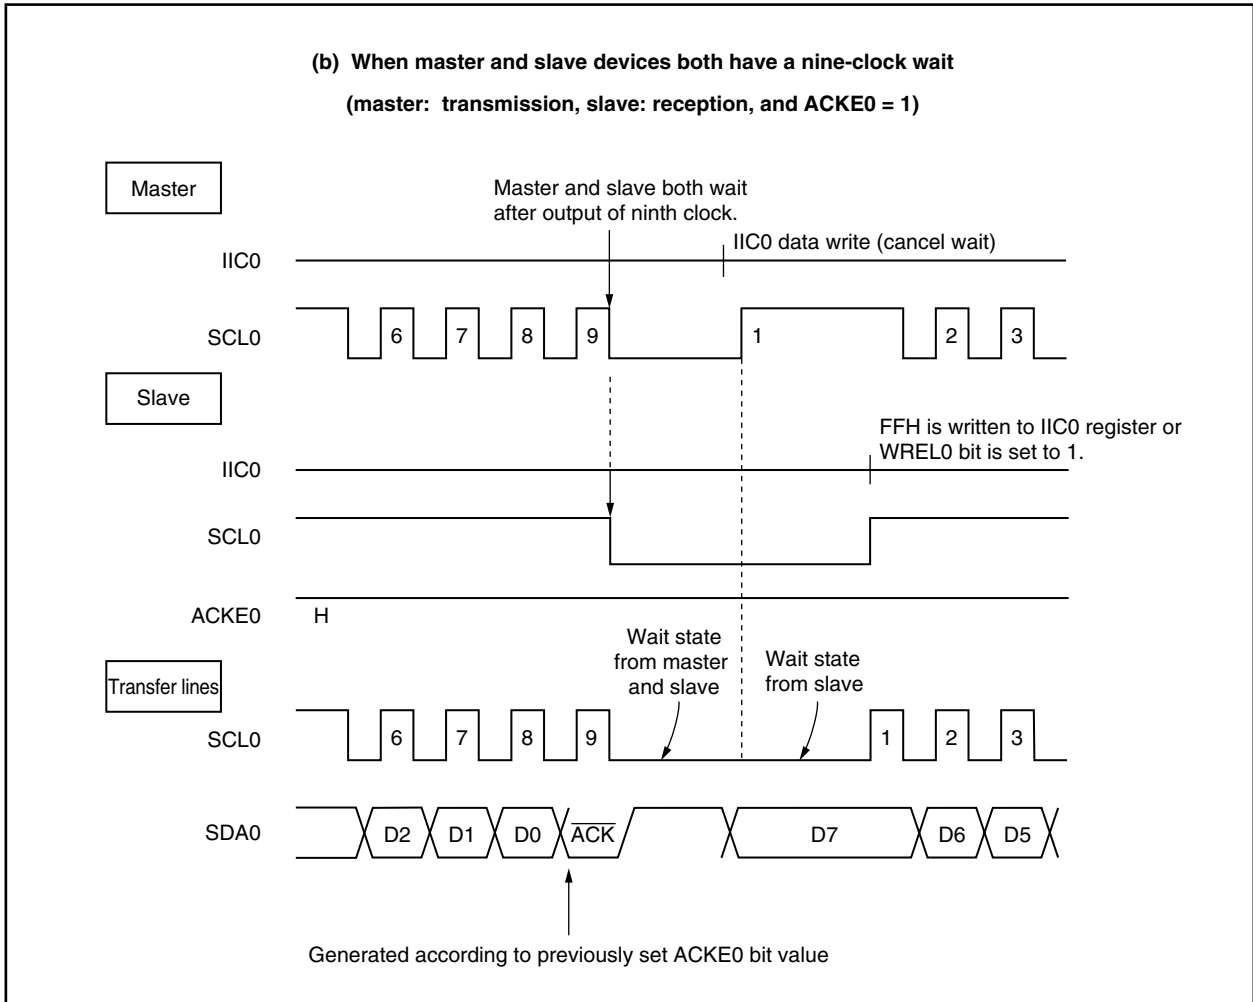 (b) When master and slave devices both have a nine-clock wait
(master: transmission, slave: reception, and ACKE0 = 1)
Master
Master and slave both wait
after output of ninth clock.
IIC0 data write (cancel wait)
IIC0
SCL0 6 7 8 9 1 2 3
Slave
FFH is written to IIC0 register or
WREL0 bit is set to 1.
IIC0
SCL0
ACKE0 H
Wait state
from master
and slave
Wait state
from slave
Transfer lines
SCL0 6 7 8 9 1 2 3
SDA0 D2 D1 D0 ACK D7 D6 D5
Generated according to previously set ACKE0 bit value